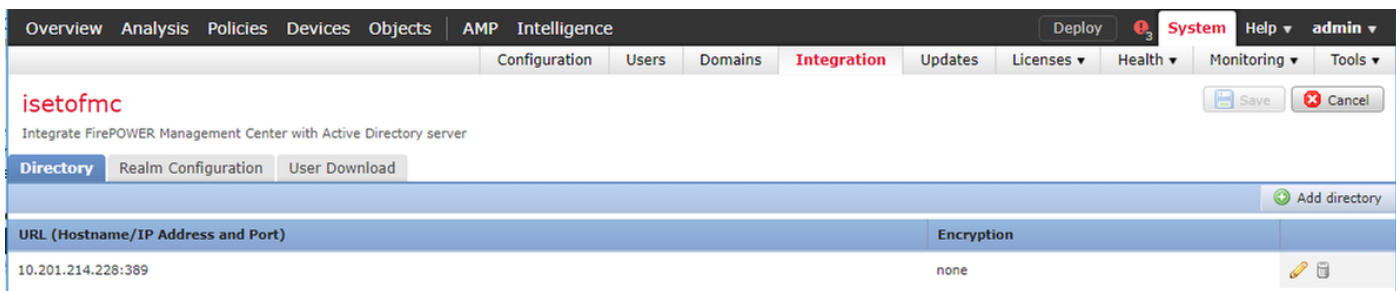 Overview Analysis Policies Devices Objects AMP Intelligence Deploy 3 System Help admin
Configuration Users Domains Integration Updates Licenses Health Monitoring Tools
isetofmc Save Cancel
Integrate FirePOWER Management Center with Active Directory server
Directory Realm Configuration User Download
Add directory
URL (Hostname/IP Address and Port) Encryption
10.201.214.228:389 none